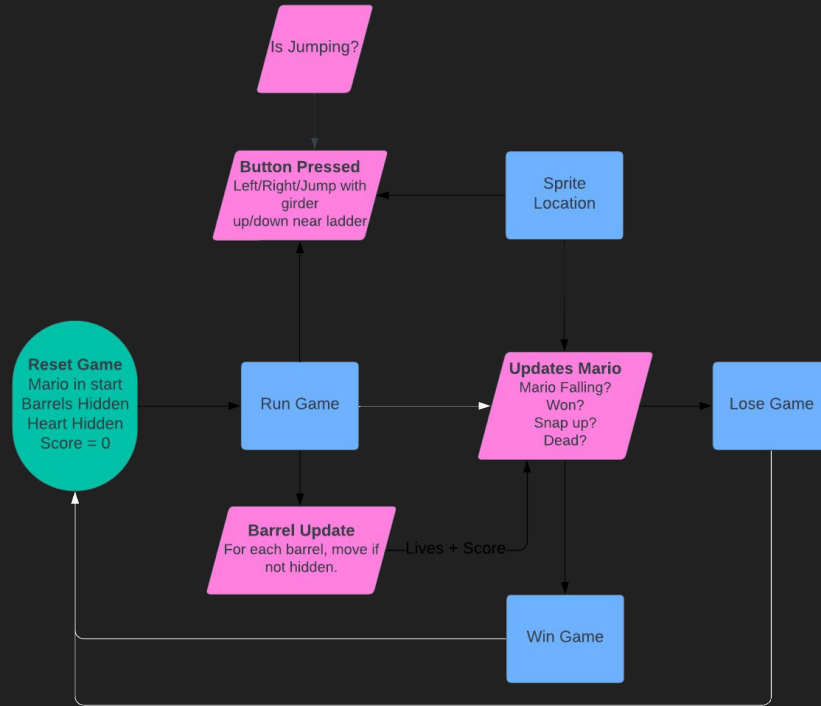 Is Jumping?
Button Pressed
Left/Right/Jump with
girder
up/down near ladder
Sprite
Location
Reset Game
Mario in start
Barrels Hidden
Heart Hidden
Score = 0
Run Game
Updates Mario
Mario Falling?
Won?
Snap up?
Dead?
Lose Game
Barrel Update
For each barrel, move if
not hidden.
Lives + Score
Win Game